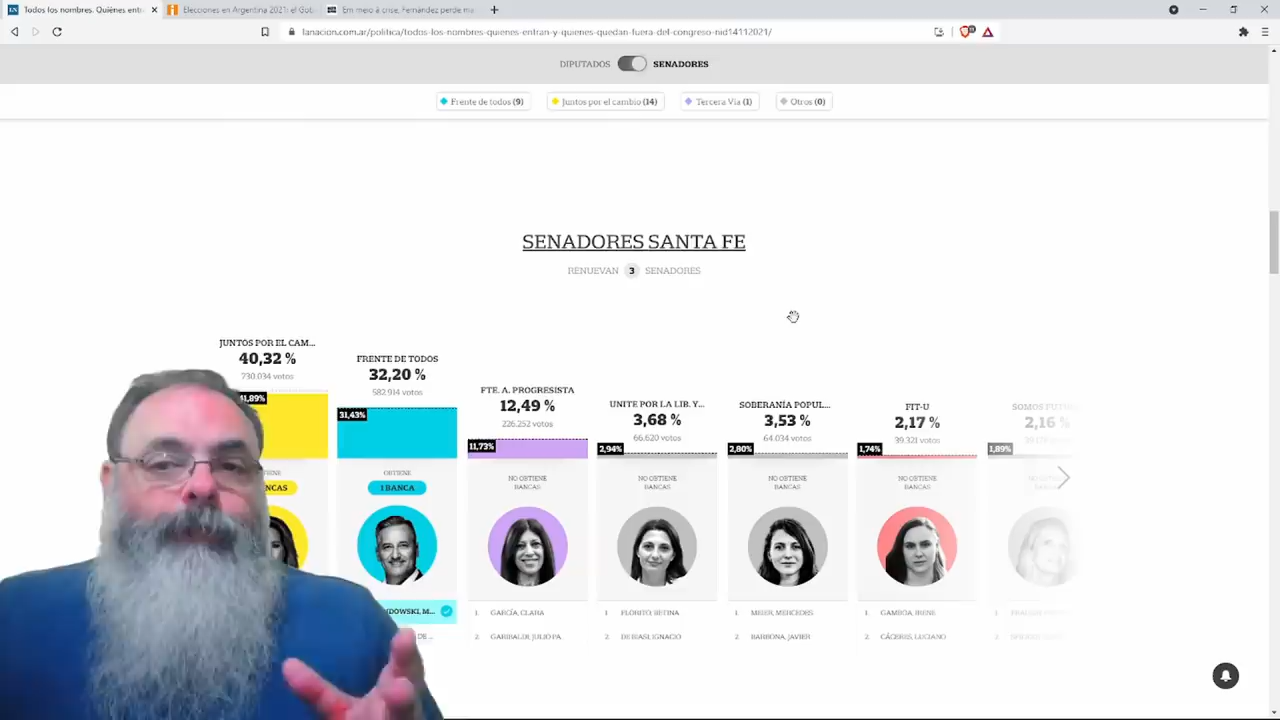 Todos los nombres. Quiénes entr
Elecciones en Argentina 2021: el Gob
Em meio à crise, Fernández perde ma
lanacion.com.ar/politica/todos-los-nombres-quienes-entran-y-quienes-quedan-fuera-del-congreso-nid14112021/
DIPUTADOS SENADORES
Frente de todos (9) Juntos por el cambio (14) Tercera Vía (1) Otros (0)
SENADORES SANTA FE
RENUEVAN 3 SENADORES
JUNTOS POR EL CAM...
40,32 %
730.034 votos
FRENTE DE TODOS
32,20 %
582.914 votos
31,43%
1 BANCA
FTE. A. PROGRESISTA
12,49 %
226.252 votos
11,73%
NO OBTIENE
BANCAS
1. GARCÍA, CLARA
2. GARIBALDI, JULIO PA
UNITE POR LA LIB. Y...
3,68 %
66.620 votos
2,94%
NO OBTIENE
BANCAS
1. FLORITO, BETINA
2. DE BIASI, IGNACIO
SOBERANÍA POPUL...
3,53 %
64.034 votos
2,80%
NO OBTIENE
BANCAS
1. MEIER, MERCEDES
2. BARBONA, JAVIER
FIT-U
2,17 %
39.321 votos
1,74%
NO OBTIENE
BANCAS
1. GAMBOA, IRENE
2. CÁCERES, LUCIANO
2,16 %
1,89%